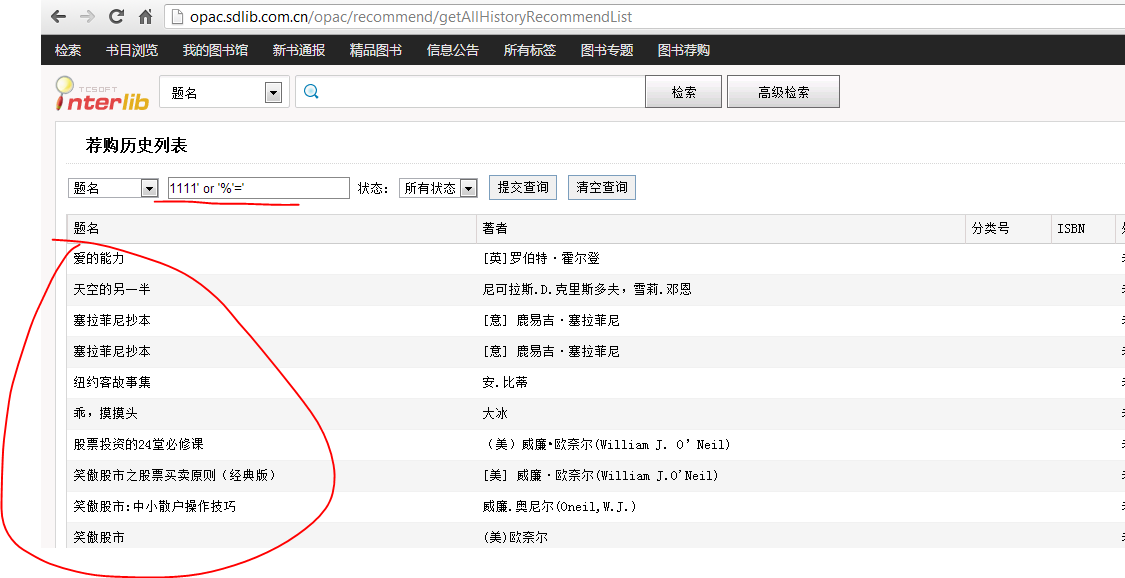 opac.sdlib.com.cn/opac/recommend/getAllHistoryRecommendList
检索 书目浏览 我的图书馆 新书通报 精品图书 信息公告 所有标签 图书专题 图书荐购
TCSOFT
interlib 题名 检索 高级检索
荐购历史列表
题名 1111' or '%'=' 状态: 所有状态 提交查询 清空查询
题名 著者 分类号 ISBN
爱的能力 [英]罗伯特·霍尔登
天空的另一半 尼可拉斯.D.克里斯多夫，雪莉.邓恩
塞拉菲尼抄本 [意] 鹿易吉·塞拉菲尼
塞拉菲尼抄本 [意] 鹿易吉·塞拉菲尼
纽约客故事集 安.比蒂
乖，摸摸头 大冰
股票投资的24堂必修课 （美）威廉•欧奈尔(William J. O’Neil)
笑傲股市之股票买卖原则（经典版） [美] 威廉·欧奈尔(William J.O'Neil)
笑傲股市:中小散户操作技巧 威廉.奥尼尔(Oneil,W.J.)
笑傲股市 (美)欧奈尔